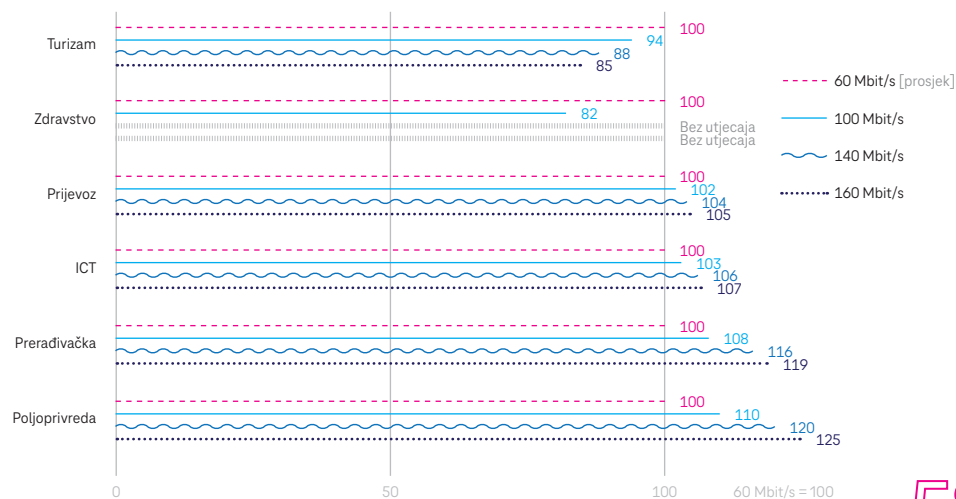 Turizam
100
94
88
85
Zdravstvo
100
82
Bez utjecaja
Bez utjecaja
Prijevoz
100
102
104
105
ICT
100
103
106
107
Prerađivačka
100
108
116
119
Poljoprivreda
100
110
120
125
0 50 100 60 Mbit/s = 100
60 Mbit/s [prosjek]
100 Mbit/s
140 Mbit/s
160 Mbit/s